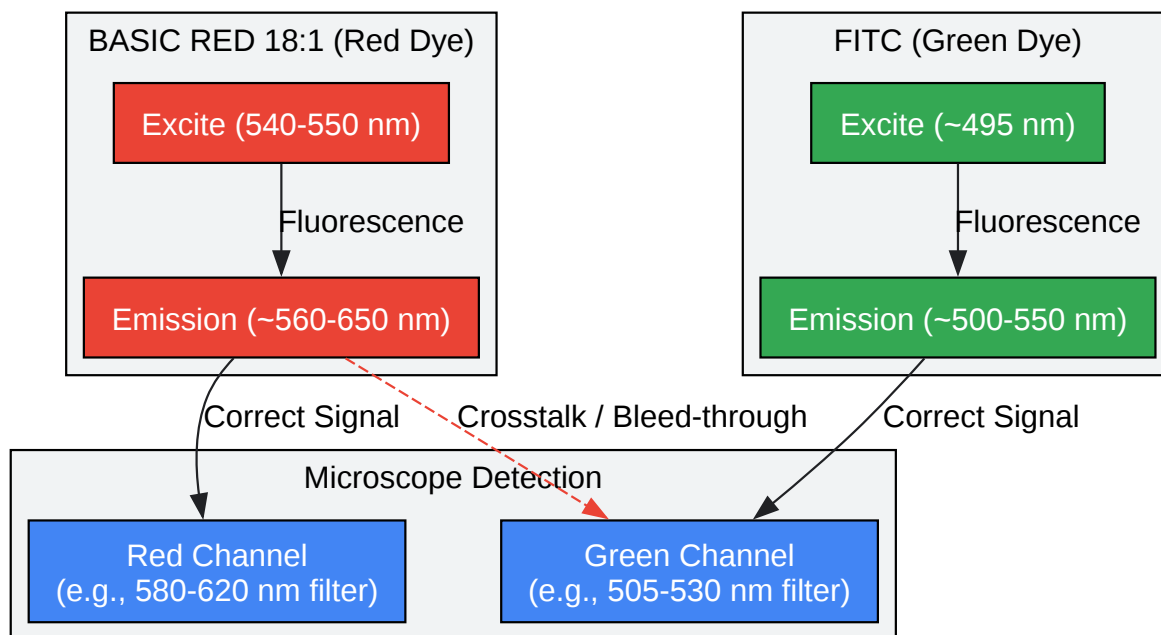 BASIC RED 18:1 (Red Dye)
Excite (540-550 nm)
Fluorescence
Emission (~560-650 nm)
FITC (Green Dye)
Excite (~495 nm)
Fluorescence
Emission (~500-550 nm)
Correct Signal
Crosstalk / Bleed-through
Correct Signal
Microscope Detection
Red Channel
(e.g., 580-620 nm filter)
Green Channel
(e.g., 505-530 nm filter)